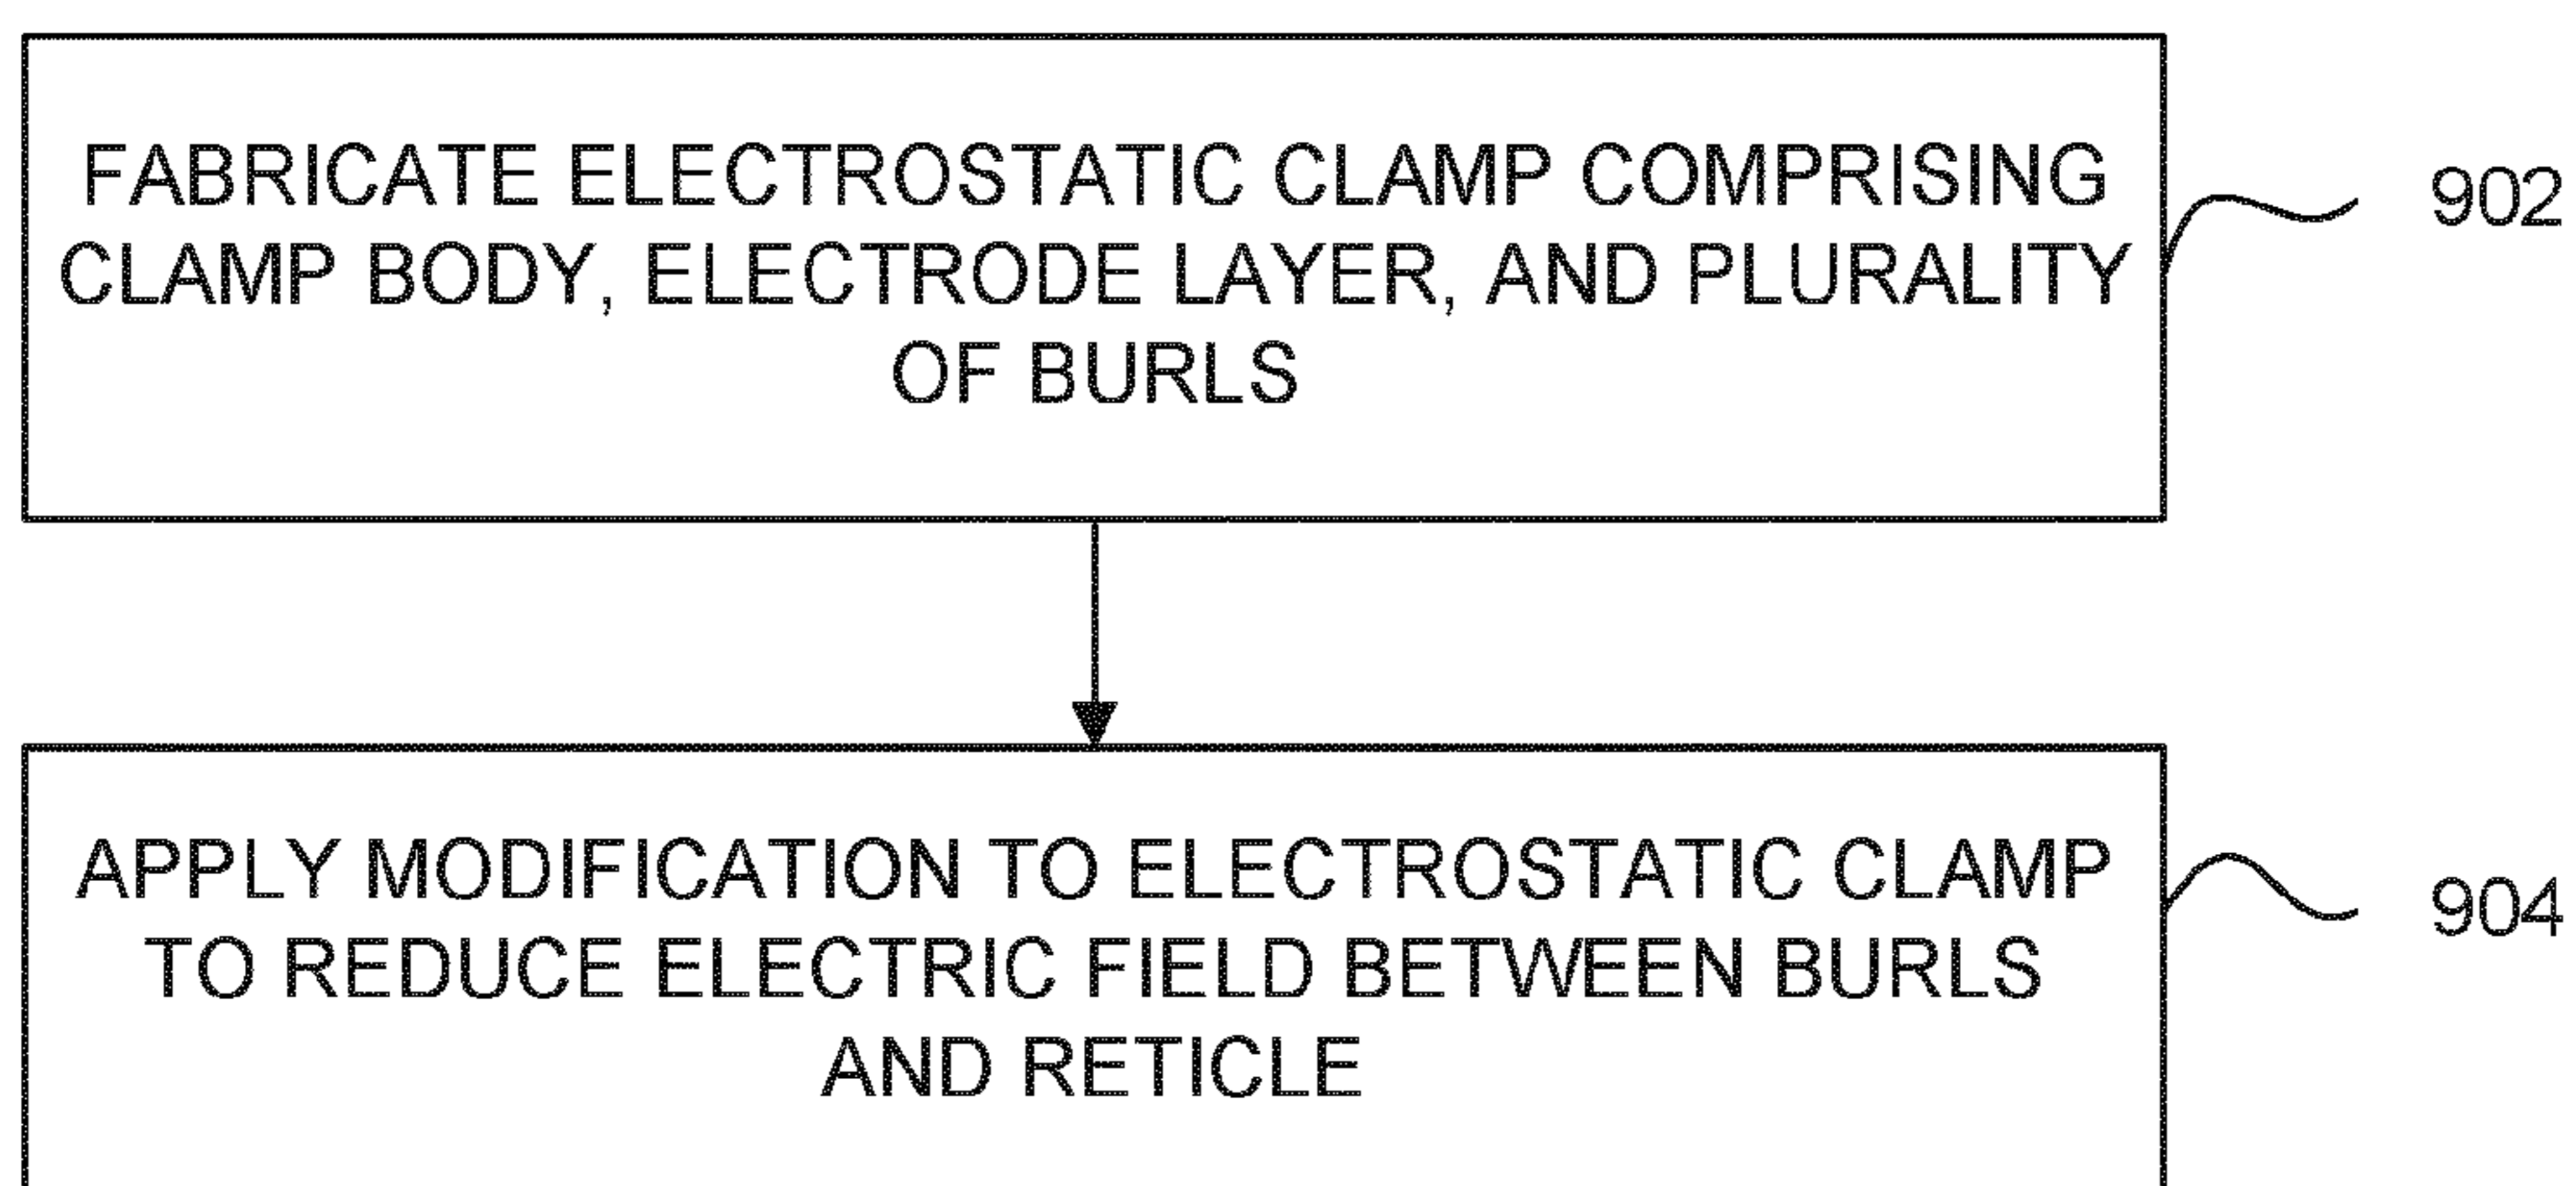 FABRICATE ELECTROSTATIC CLAMP COMPRISING
CLAMP BODY, ELECTRODE LAYER, AND PLURALITY
OF BURLS
902
APPLY MODIFICATION TO ELECTROSTATIC CLAMP
TO REDUCE ELECTRIC FIELD BETWEEN BURLS
AND RETICLE
904